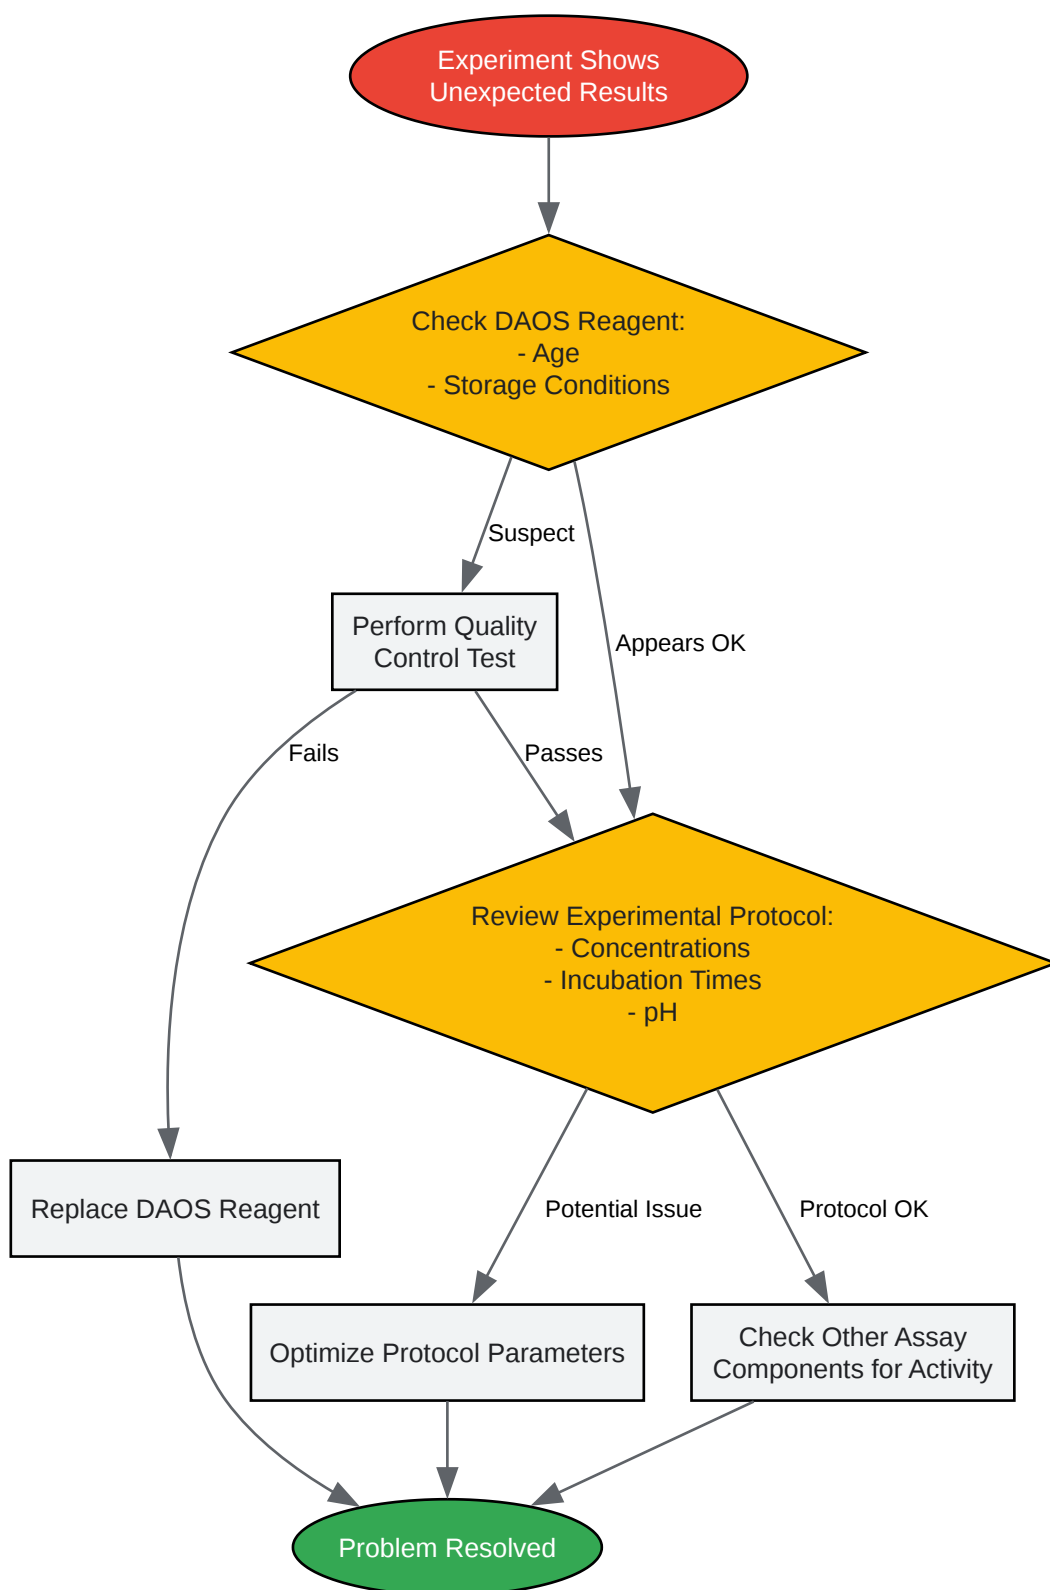 Experiment Shows
Unexpected Results
Check DAOS Reagent:
- Age
- Storage Conditions
Suspect
Perform Quality
Control Test
Appears OK
Fails
Passes
Review Experimental Protocol:
- Concentrations
- Incubation Times
- pH
Replace DAOS Reagent
Potential Issue
Protocol OK
Optimize Protocol Parameters
Check Other Assay
Components for Activity
Problem Resolved